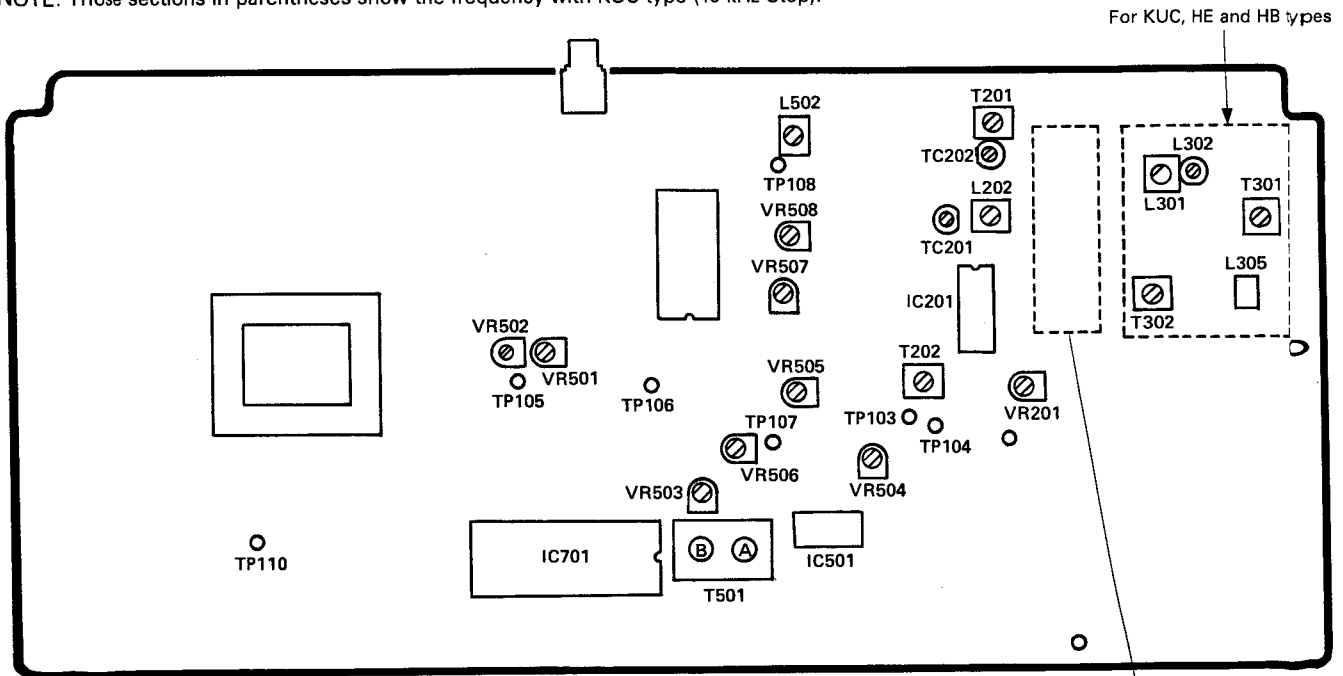 NOTE: Those sections in parentheses show the frequency with KUC type (10 kHz Step).
For KUC, HE and HB types
L502
T201
TC202
L302
TP108
L202
T301
L301
VR508
TC201
VR507
L305
IC201
T302
VR502
T202
VR501
VR505
TP105
TP106
VR201
TP103
TP107
TP104
VR506
VR503
VR504
TP110
IC701
B A
IC501
T501